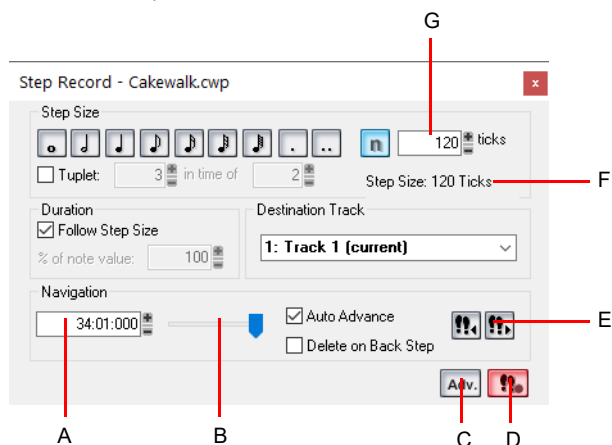 G
Step Record - Cakewalk.cwp x
Step Size
n 120 ticks
Tuplet: 3 in time of 2 Step Size: 120 Ticks F
Duration Destination Track
Follow Step Size
% of note value: 100 1: Track 1 (current)
Navigation
34:01:000 Auto Advance E
Delete on Back Step
Adv.
A B C D